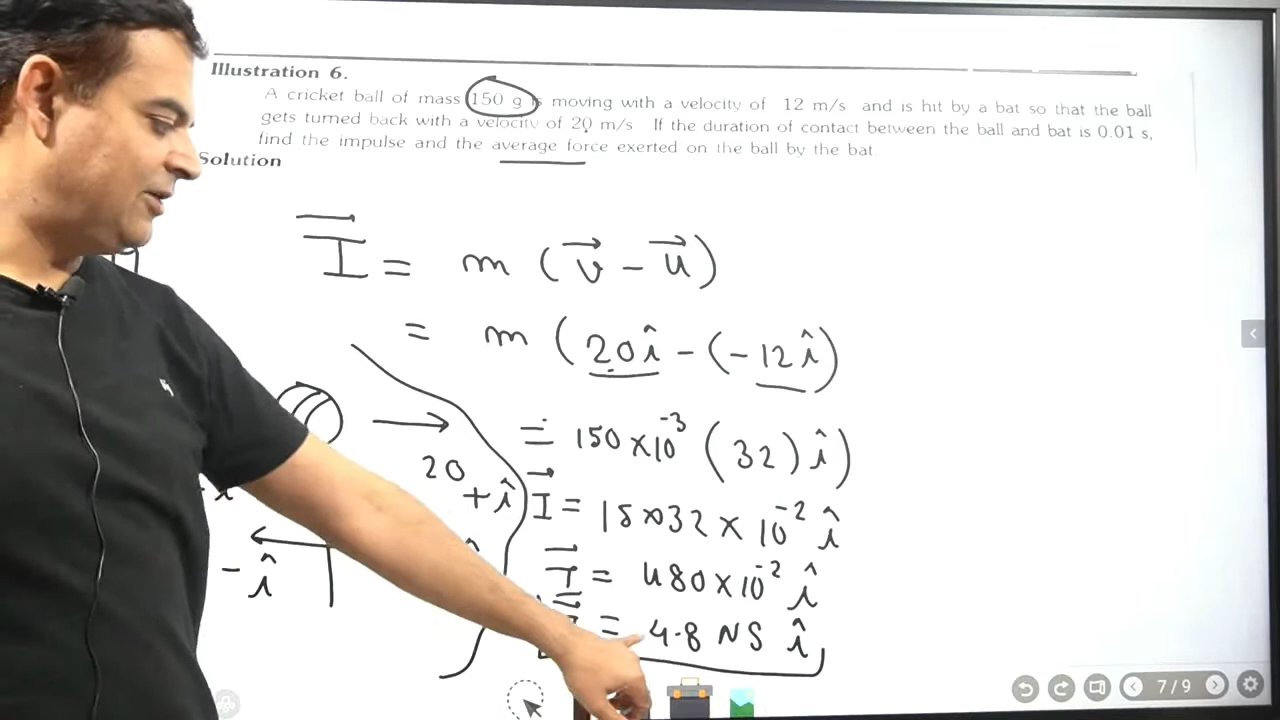 Illustration 6.
A cricket ball of mass 150 g is moving with a velocity of 12 m/s and is hit by a bat so that the ball
gets turned back with a velocity of 20 m/s If the duration of contact between the ball and bat is 0.01 s,
find the impulse and the average force exerted on the ball by the bat
Solution
I⃗ = m (v⃗ − u⃗)
= m (20î − (−12î)
= 150×10⁻³ (32) î)
20
+î
I⃗ = 15×32×10⁻² î
−î
I⃗ = 480×10⁻² î
= 4.8 NS î
7/9